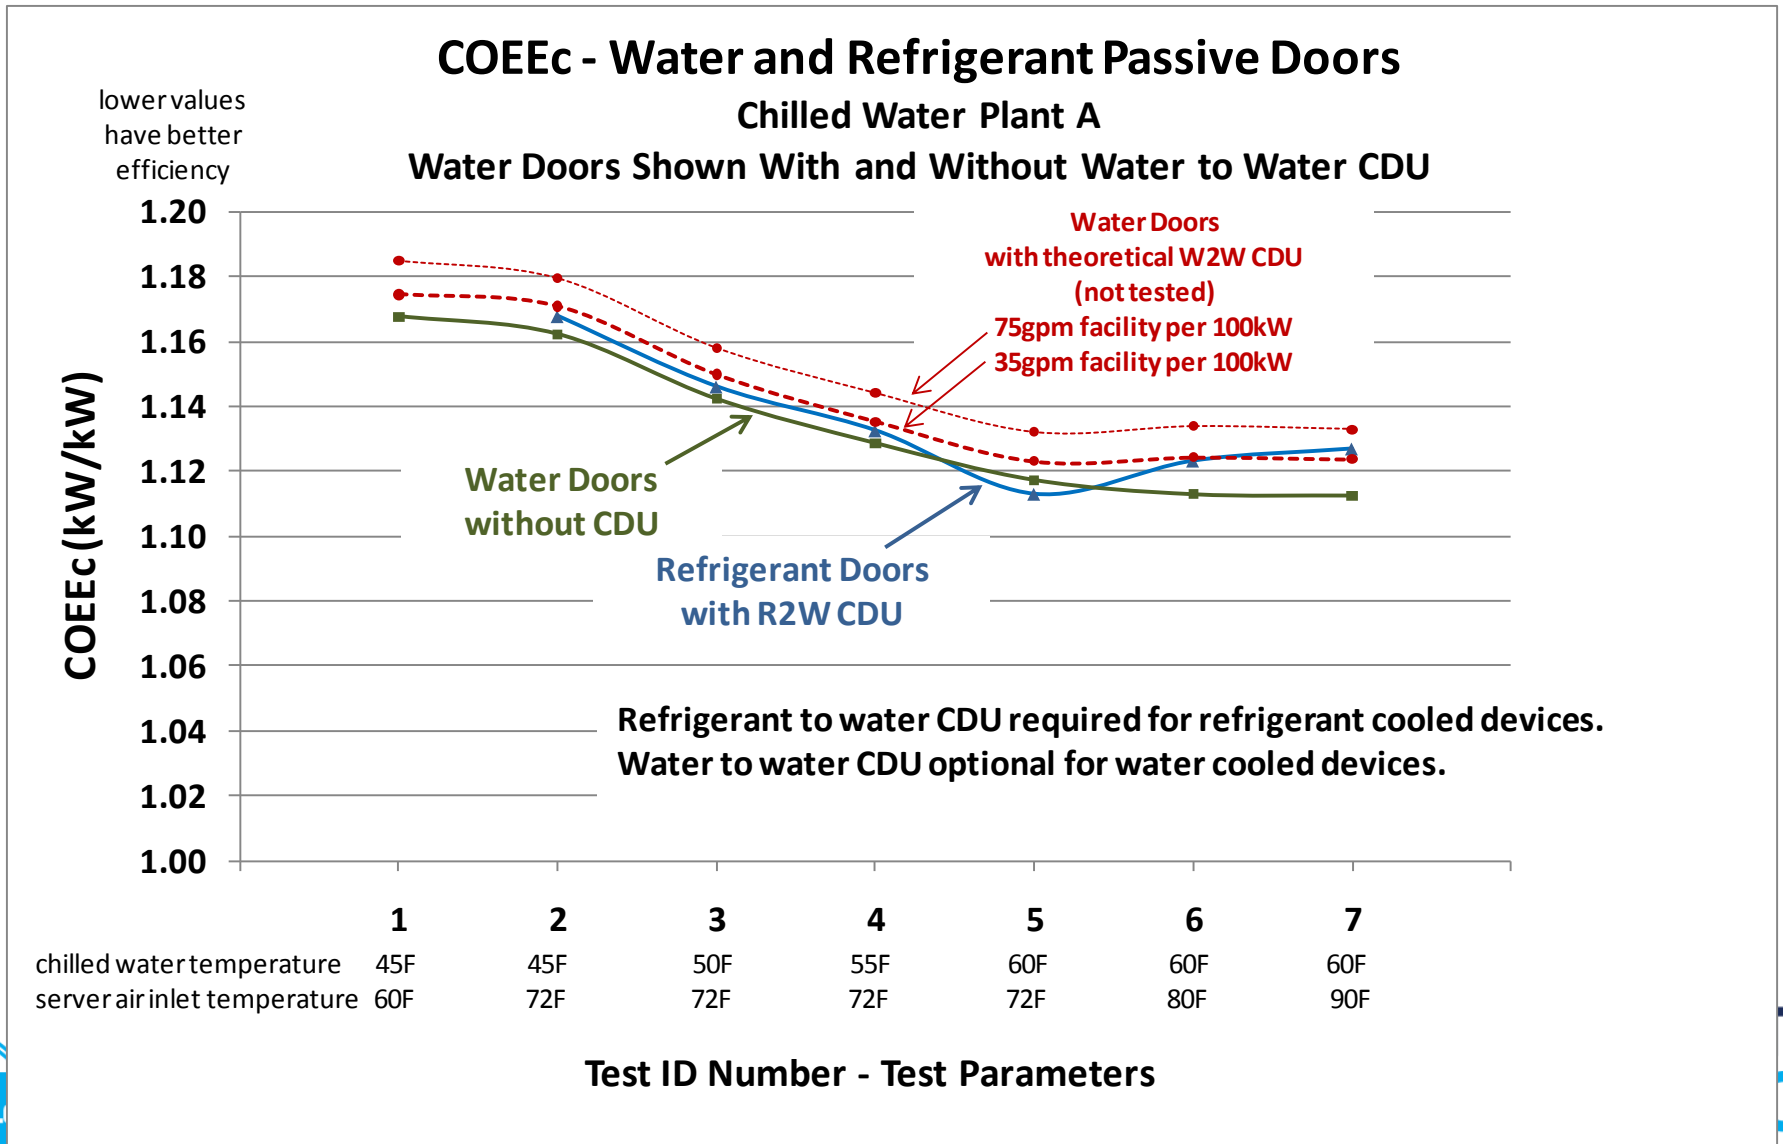 COEEc - Water and Refrigerant Passive Doors
Chilled Water Plant A
Water Doors Shown With and Without Water to Water CDU
lower values
have better
efficiency
COEEc (kW/kW)
1.20
1.18
1.16
1.14
1.12
1.10
1.08
1.06
1.04
1.02
1.00
Water Doors
with theoretical W2W CDU
(not tested)
75gpm facility per 100kW
35gpm facility per 100kW
Water Doors
without CDU
Refrigerant Doors
with R2W CDU
Refrigerant to water CDU required for refrigerant cooled devices.
Water to water CDU optional for water cooled devices.
1 2 3 4 5 6 7
chilled water temperature 45F 45F 50F 55F 60F 60F 60F
server air inlet temperature 60F 72F 72F 72F 72F 80F 90F
Test ID Number - Test Parameters